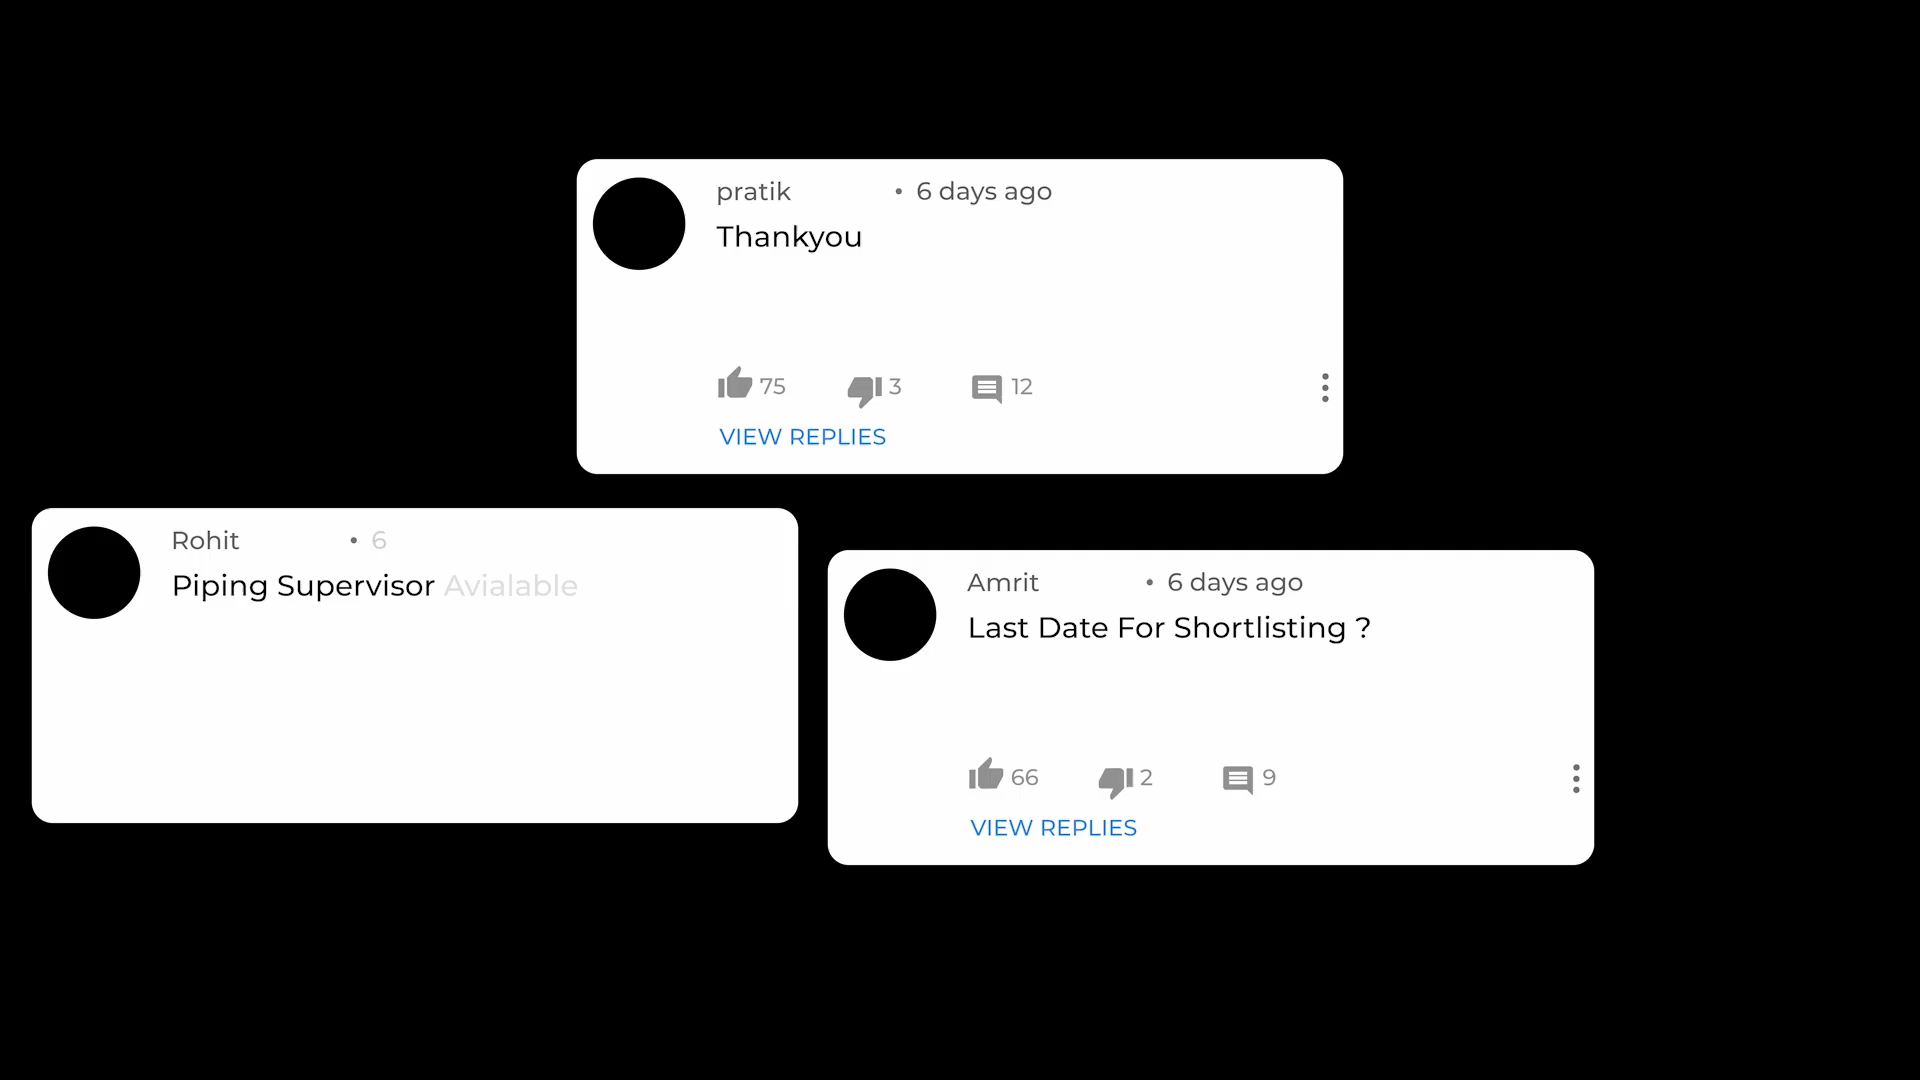 pratik • 6 days ago
Thankyou
75 3 12
VIEW REPLIES
Rohit • 6
Piping Supervisor Avialable
Amrit • 6 days ago
Last Date For Shortlisting ?
66 2 9
VIEW REPLIES